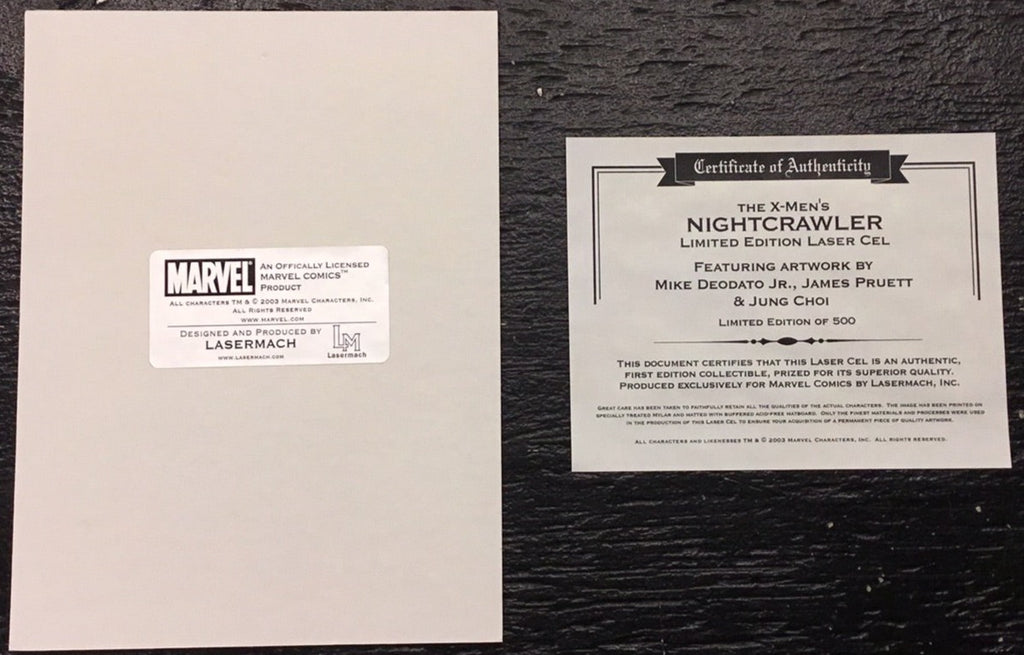 MARVEL
An Offically Licensed
Marvel Comics™
Product
All characters TM & © 2003 Marvel Characters, Inc.
All Rights Reserved
www.marvel.com
Designed and Produced by
Lasermach
www.lasermach.com
LM
Lasermach
Certificate of Authenticity
The X-Men's
Nightcrawler
Limited Edition Laser Cel
Featuring artwork by
Mike Deodato Jr., James Pruett
& Jung Choi
Limited Edition of 500
This document certifies that this Laser Cel is an authentic,
first edition collectible, prized for its superior quality.
Produced exclusively for Marvel Comics by Lasermach, Inc.
Great care has been taken to faithfully retain all the qualities of the actual characters. The image has been printed on
specially treated Mylar and matted with buffered acid-free matboard. Only the finest materials and processes were used
in the production of this Laser Cel to ensure your acquisition of a permanent piece of quality artwork.
All characters and likenesses TM & © 2003 Marvel Characters, Inc. All rights reserved.